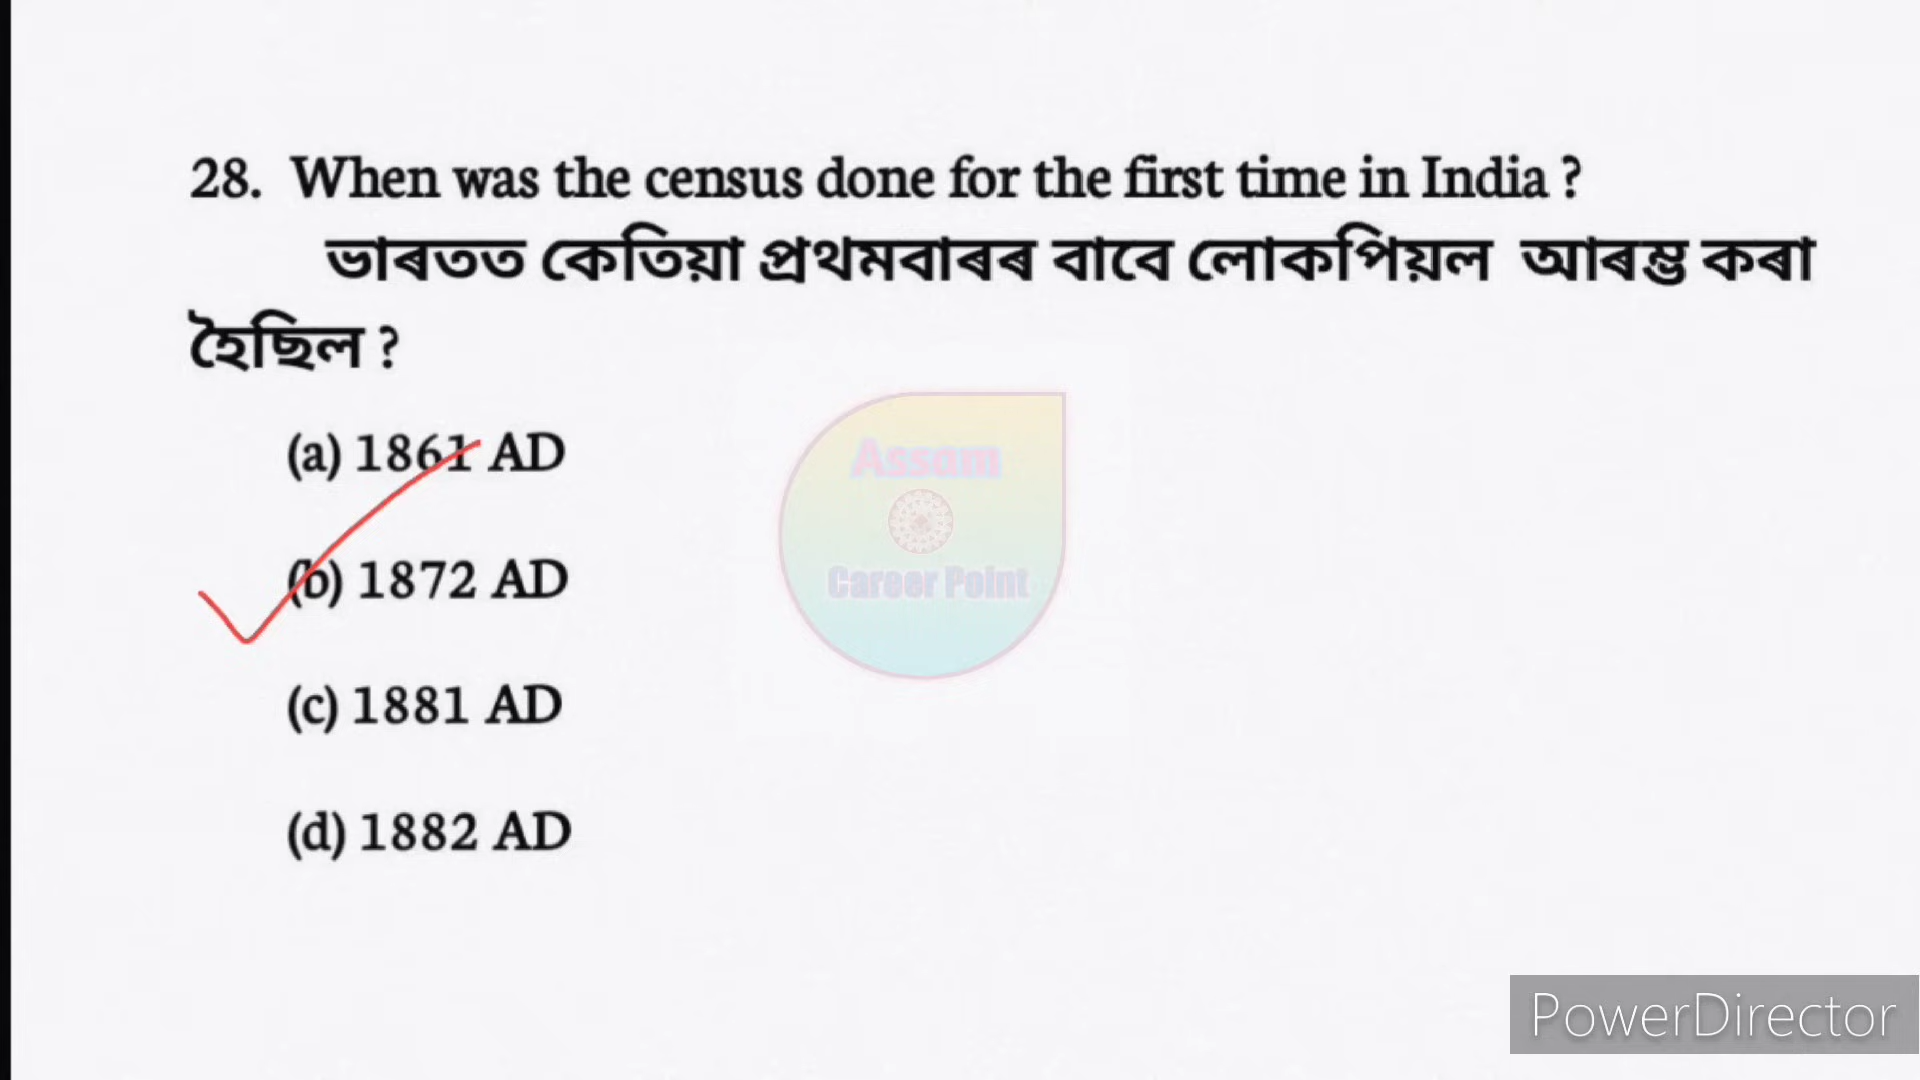 28. When was the census done for the first time in India ?
ভাৰতত কেতিয়া প্ৰথমবাৰৰ বাবে লোকপিয়ল আৰম্ভ কৰা
হৈছিল ?
(a) 1861 AD
(b) 1872 AD
(c) 1881 AD
(d) 1882 AD
Assam
Career Point
PowerDirector